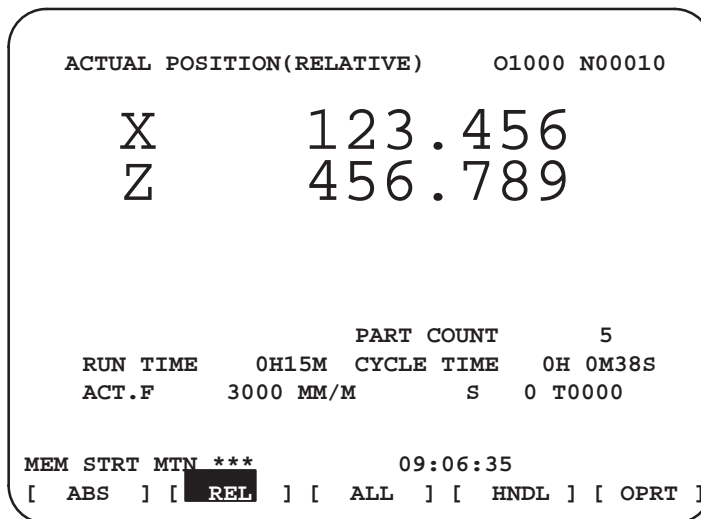 ACTUAL POSITION(RELATIVE) O1000 N00010
X 123.456
Z 456.789
PART COUNT 5
RUN TIME 0H15M CYCLE TIME 0H 0M38S
ACT.F 3000 MM/M S 0 T0000
MEM STRT MTN *** 09:06:35
[ ABS ] [ REL ] [ ALL ] [ HNDL ] [ OPRT ]